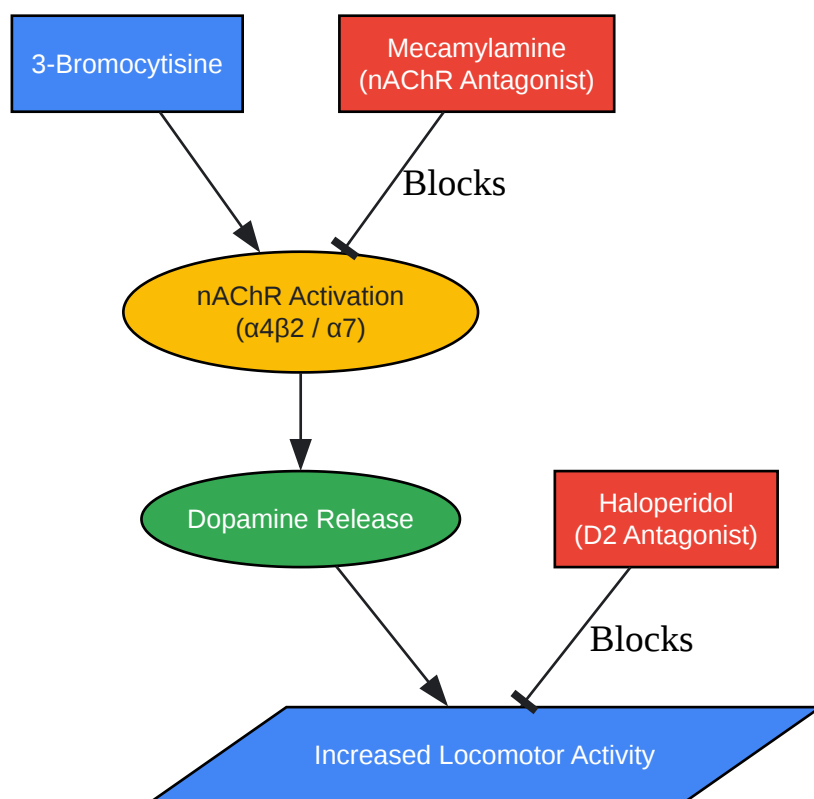 3-Bromocytisine
Mecamylamine
(nAChR Antagonist)
Blocks
nAChR Activation
(α4β2 / α7)
Dopamine Release
Haloperidol
(D2 Antagonist)
Blocks
Increased Locomotor Activity